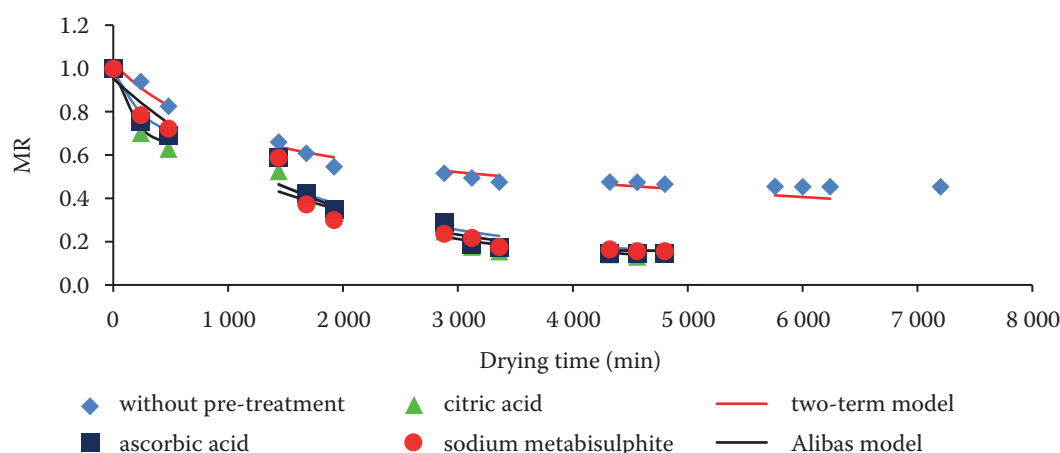 1.2
1.0
0.8
0.6
0.4
0.2
0.0
MR
0 1 000 2 000 3 000 4 000 5 000 6 000 7 000 8 000
Drying time (min)
without pre-treatment citric acid two-term model
ascorbic acid sodium metabisulphite Alibas model